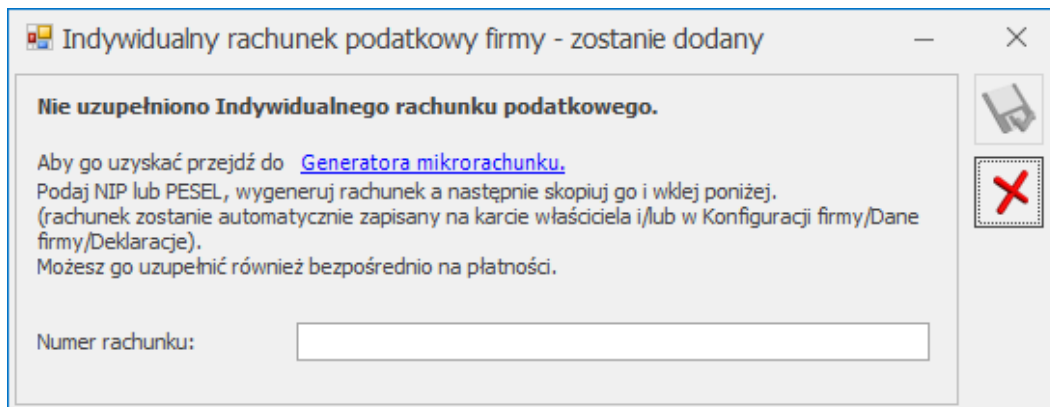 Indywidualny rachunek podatkowy firmy - zostanie dodany
Nie uzupełniono Indywidualnego rachunku podatkowego.
Aby go uzyskać przejdź do Generatora mikrorachunku.
Podaj NIP lub PESEL, wygeneruj rachunek a następnie skopiuj go i wklej poniżej.
(rachunek zostanie automatycznie zapisany na karcie właściciela i/lub w Konfiguracji firmy/Dane
firmy/Deklaracje).
Możesz go uzupełnić również bezpośrednio na płatności.
Numer rachunku: